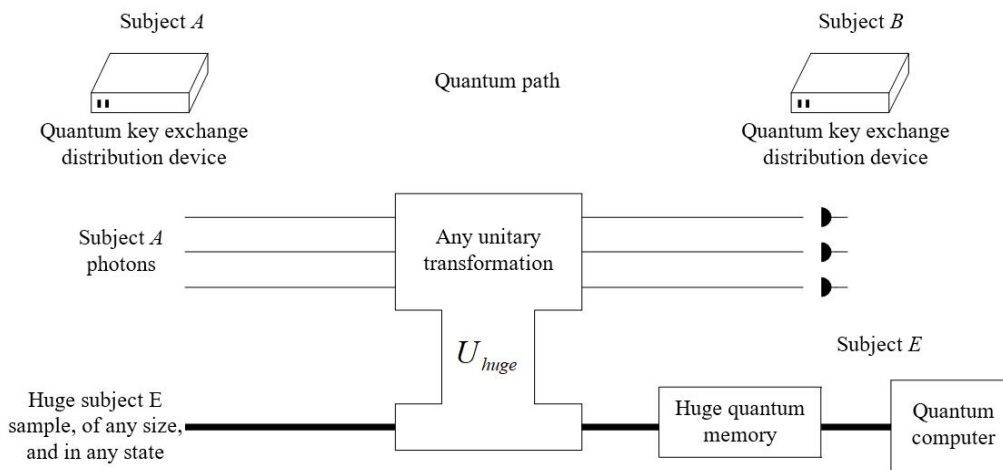 Subject A
Subject B
Quantum path
Quantum key exchange
distribution device
Quantum key exchange
distribution device
Subject A
photons
Any unitary
transformation
U huge
Subject E
Huge subject E
sample, of any size,
and in any state
Huge quantum
memory
Quantum
computer